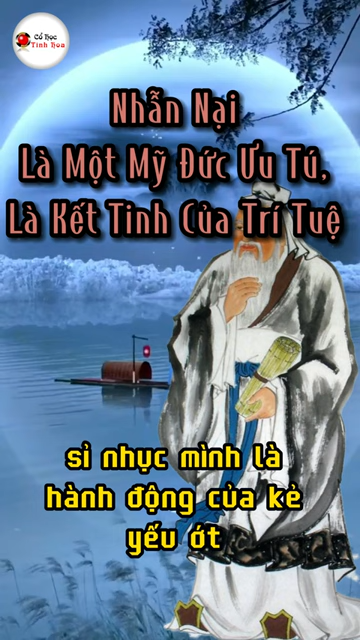 Cổ Học
Tinh Hoa
Nhẫn Nại
Là Một Mỹ Đức Ưu Tú,
Là Kết Tinh Của Trí Tuệ
sỉ nhục mình là
hành động của kẻ
yếu ớt